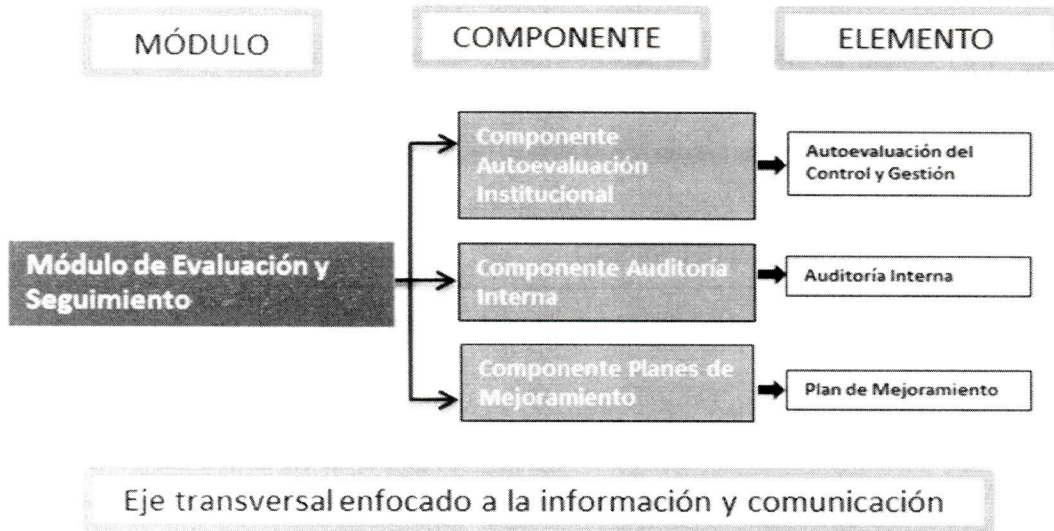 MÓDULO
COMPONENTE
ELEMENTO
Componente
Autoevaluación
Institucional
Autoevaluación del
Control y Gestión
Módulo de Evaluación y
Seguimiento
Componente Auditoría
Interna
Auditoría Interna
Componente Planes de
Mejoramiento
Plan de Mejoramiento
Eje transversal enfocado a la información y comunicación